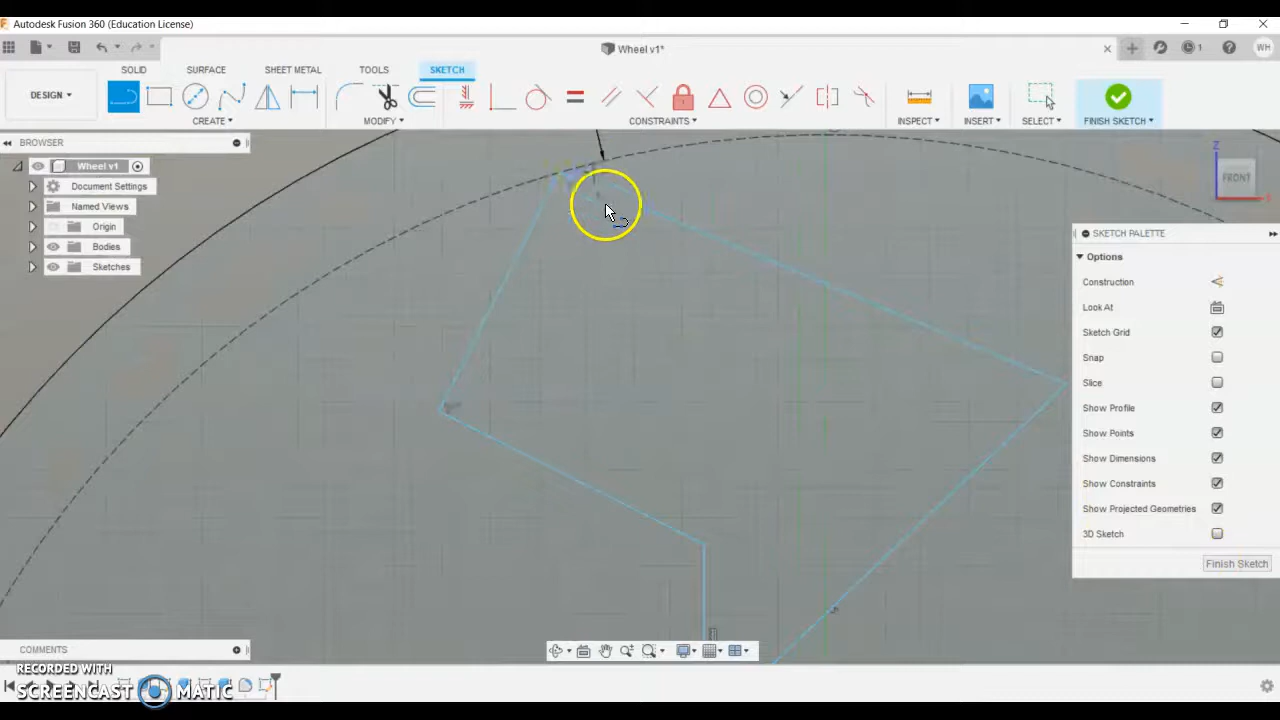 Autodesk Fusion 360 (Education License)
Wheel v1*
1
WH
DESIGN
SOLID
SURFACE
SHEET METAL
TOOLS
SKETCH
CREATE
MODIFY
CONSTRAINTS
INSPECT
INSERT
SELECT
FINISH SKETCH
BROWSER
Wheel v1
Document Settings
Named Views
Origin
Bodies
Sketches
Z
FRONT
X
SKETCH PALETTE
Options
Construction
Look At
Sketch Grid
Snap
Slice
Show Profile
Show Points
Show Dimensions
Show Constraints
Show Projected Geometries
3D Sketch
Finish Sketch
COMMENTS
RECORDED WITH
SCREENCAST MATIC